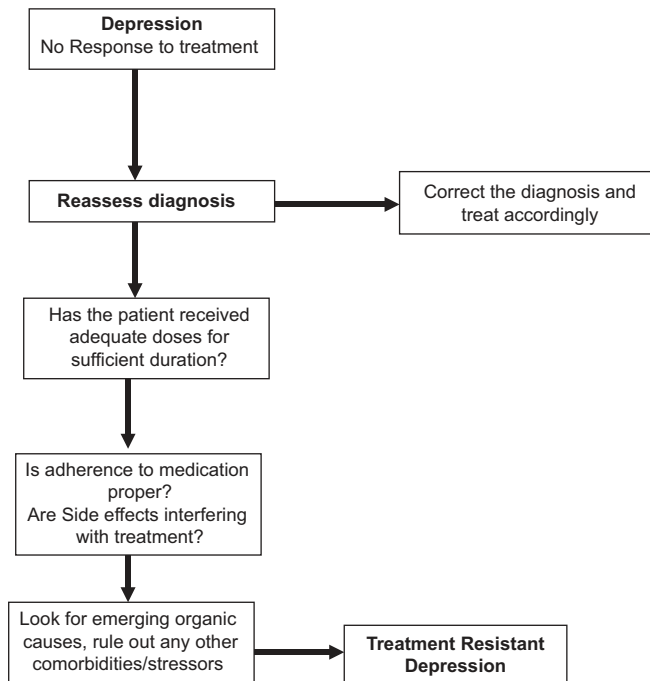 Depression
No Response to treatment
Reassess diagnosis
Correct the diagnosis and
treat accordingly
Has the patient received
adequate doses for
sufficient duration?
Is adherence to medication
proper?
Are Side effects interfering
with treatment?
Look for emerging organic
causes, rule out any other
comorbidities/stressors
Treatment Resistant
Depression